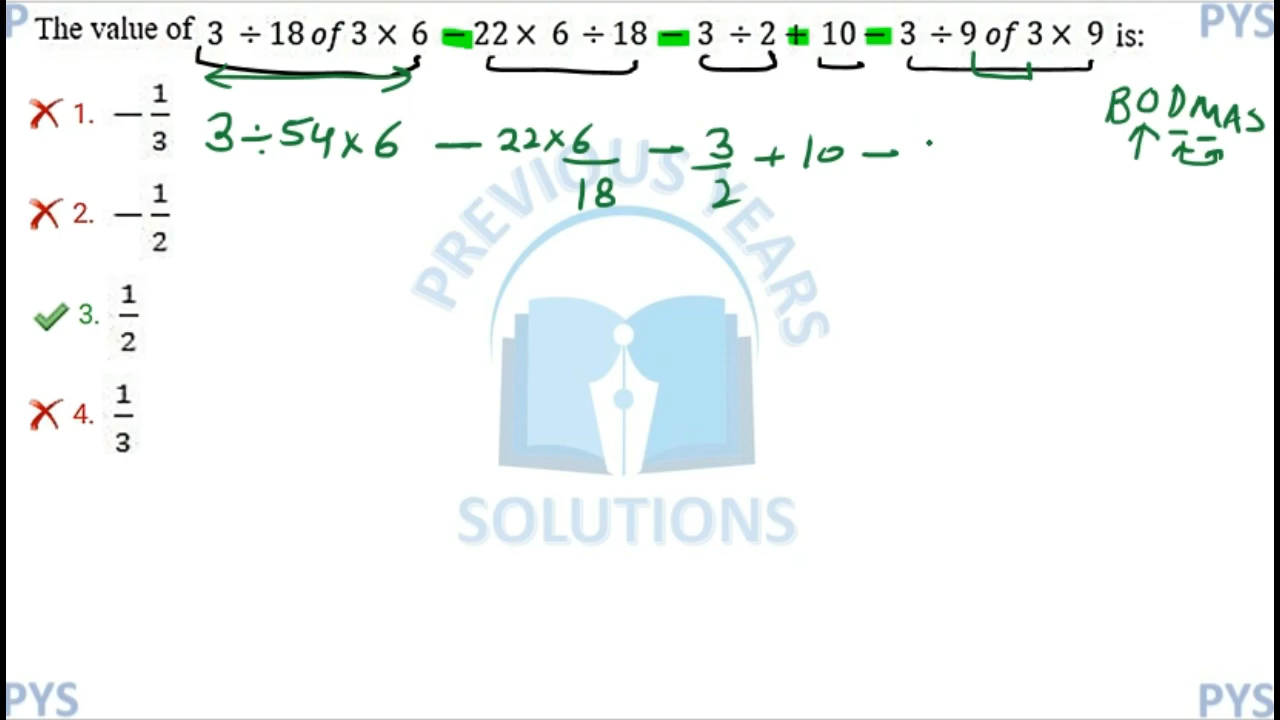 P PYS
The value of 3 ÷ 18 of 3 × 6 − 22 × 6 ÷ 18 − 3 ÷ 2 + 10 − 3 ÷ 9 of 3 × 9 is:
1. − 1/3
2. − 1/2
3. 1/2
4. 1/3
3 ÷ 54 × 6 − 22 × 6/18 − 3/2 + 10 −
BODMAS
PREVIOUS YEARS
SOLUTIONS
PYS PYS